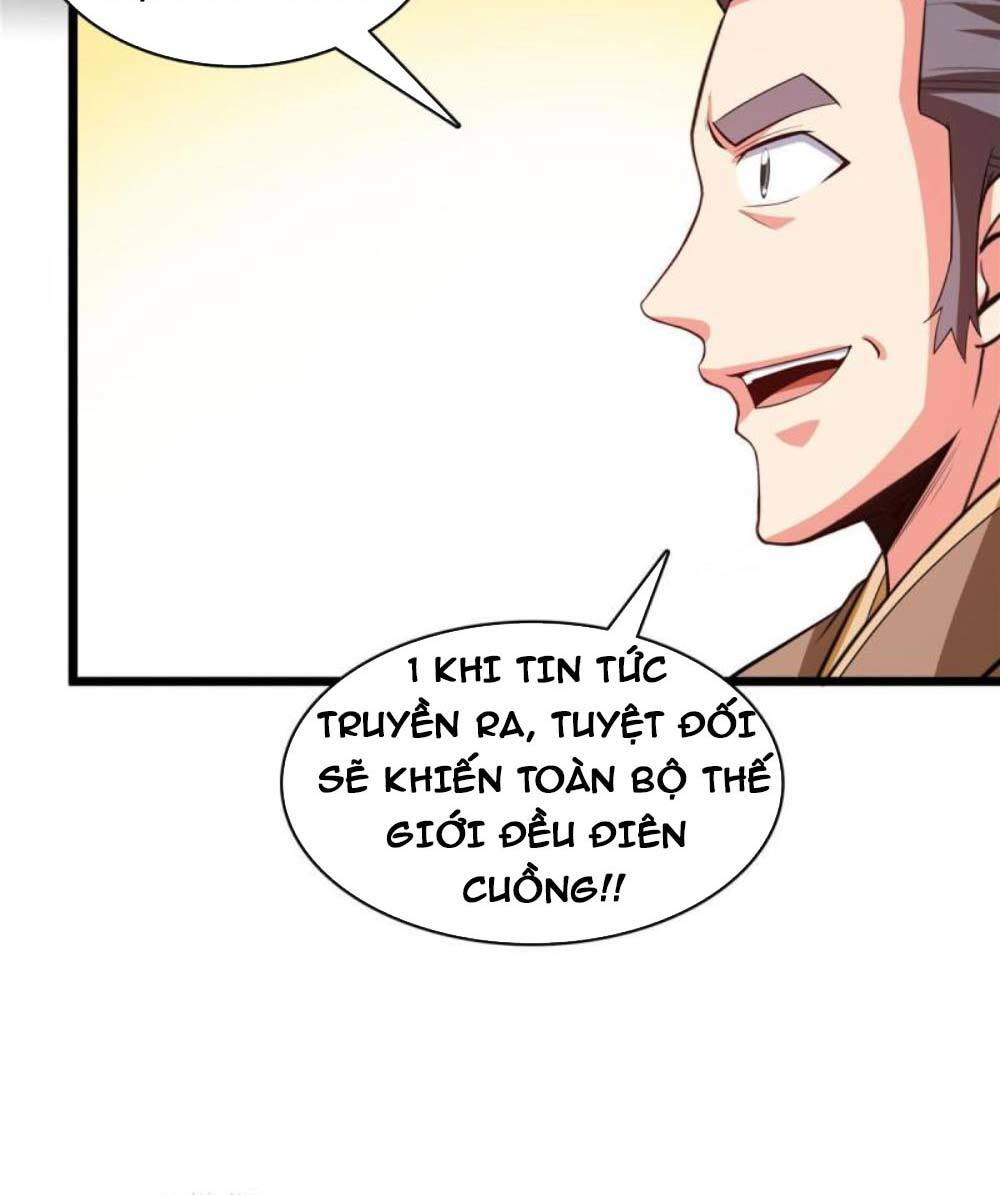 1 KHI TIN TỨC
TRUYỀN RA, TUYỆT ĐỐI
SẼ KHIẾN TOÀN BỘ THẾ
GIỚI ĐỀU ĐIÊN
CUỒNG!!